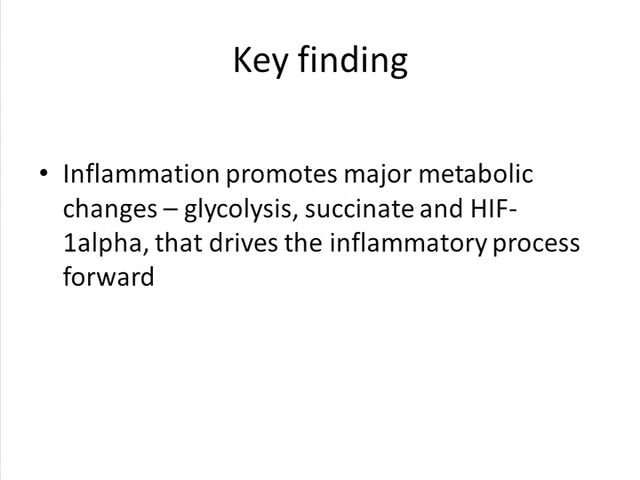 Key finding
• Inflammation promotes major metabolic
changes – glycolysis, succinate and HIF-
1alpha, that drives the inflammatory process
forward